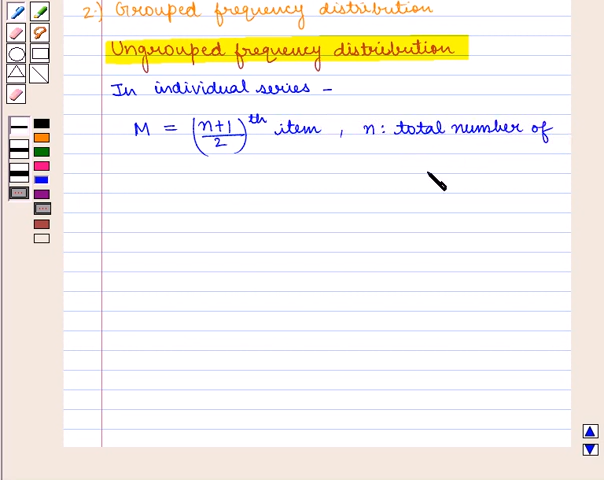 2.) Grouped frequency distribution
Ungrouped frequency distribution
In individual series -
M = ((n+1)/2)^th item , n: total number of